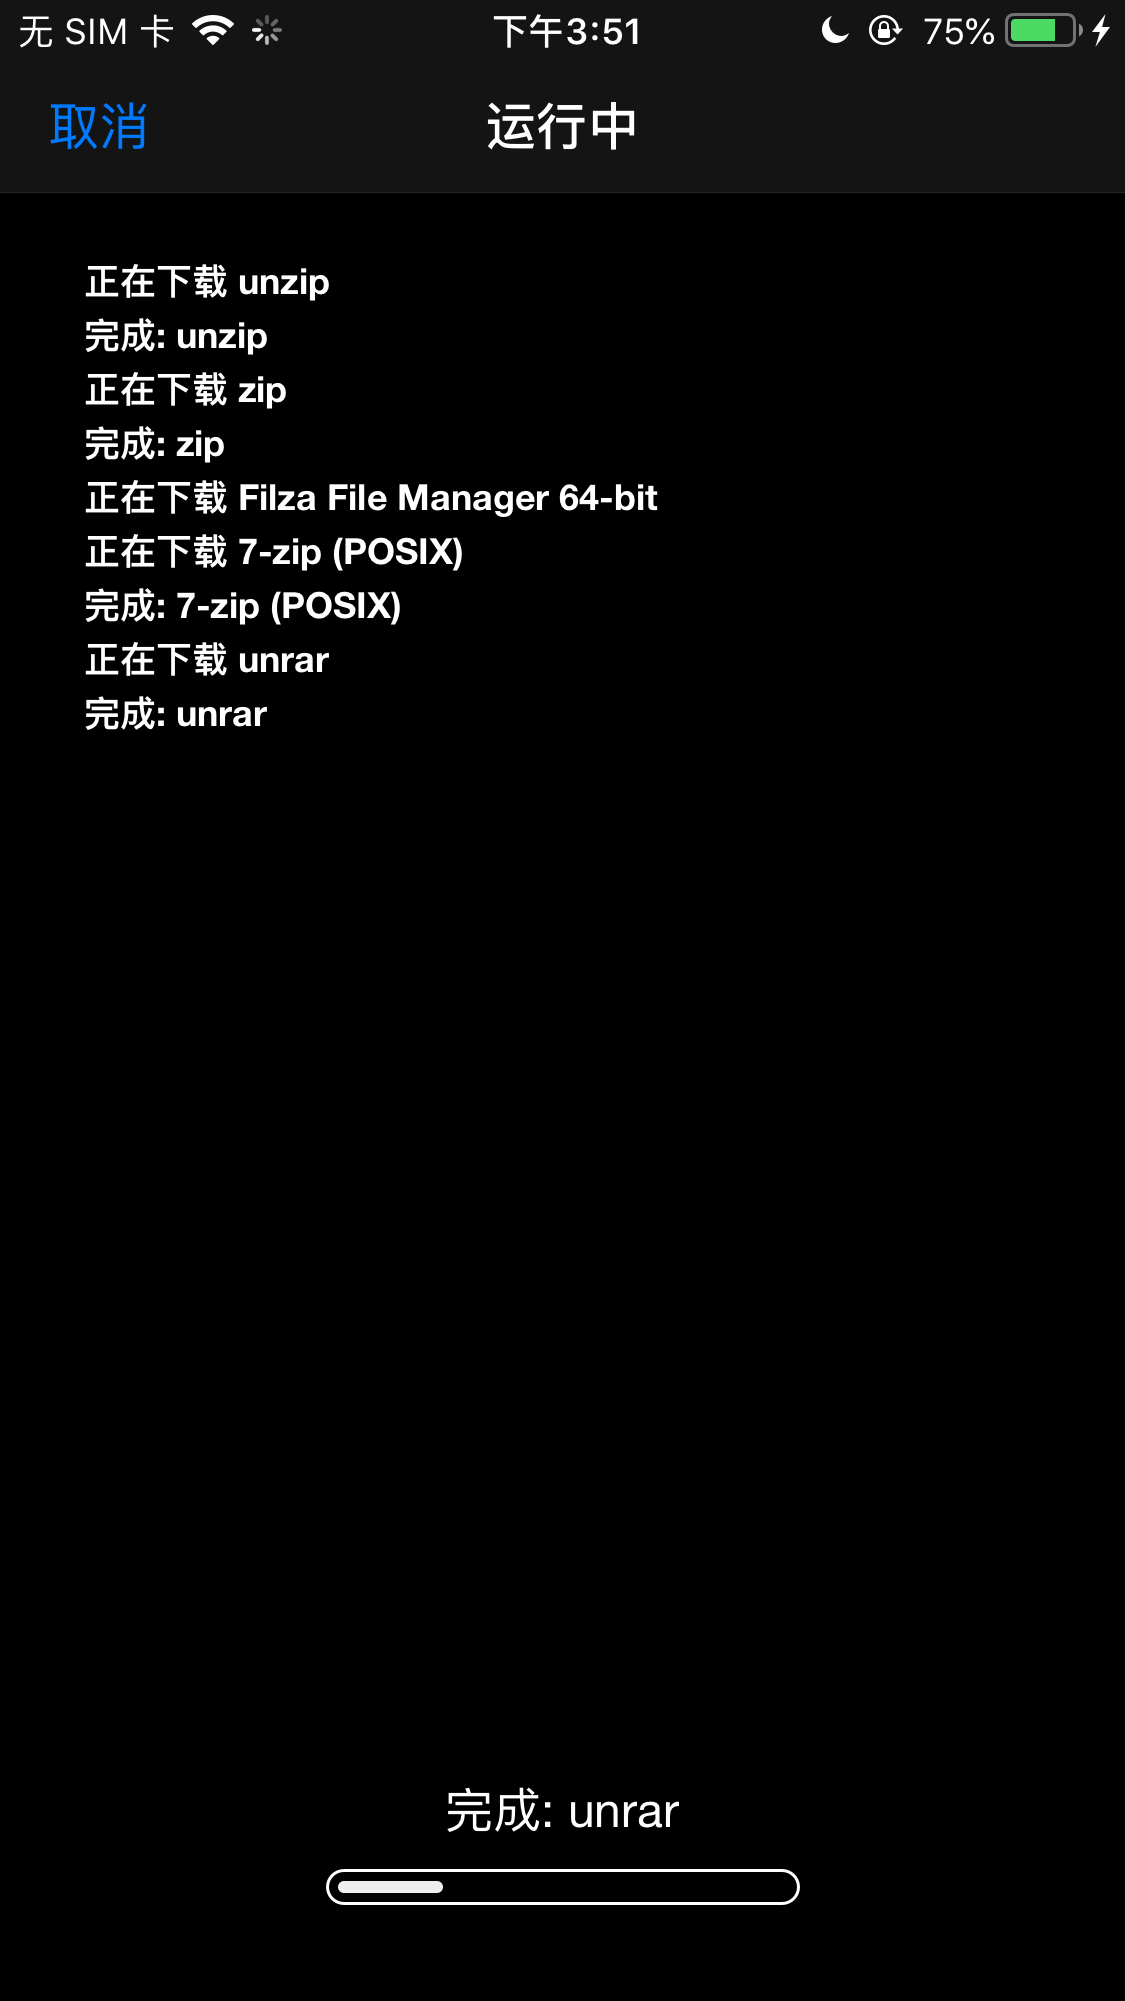 无 SIM 卡 下午3:51 75%
取消 运行中
正在下载 unzip
完成: unzip
正在下载 zip
完成: zip
正在下载 Filza File Manager 64-bit
正在下载 7-zip (POSIX)
完成: 7-zip (POSIX)
正在下载 unrar
完成: unrar
完成: unrar